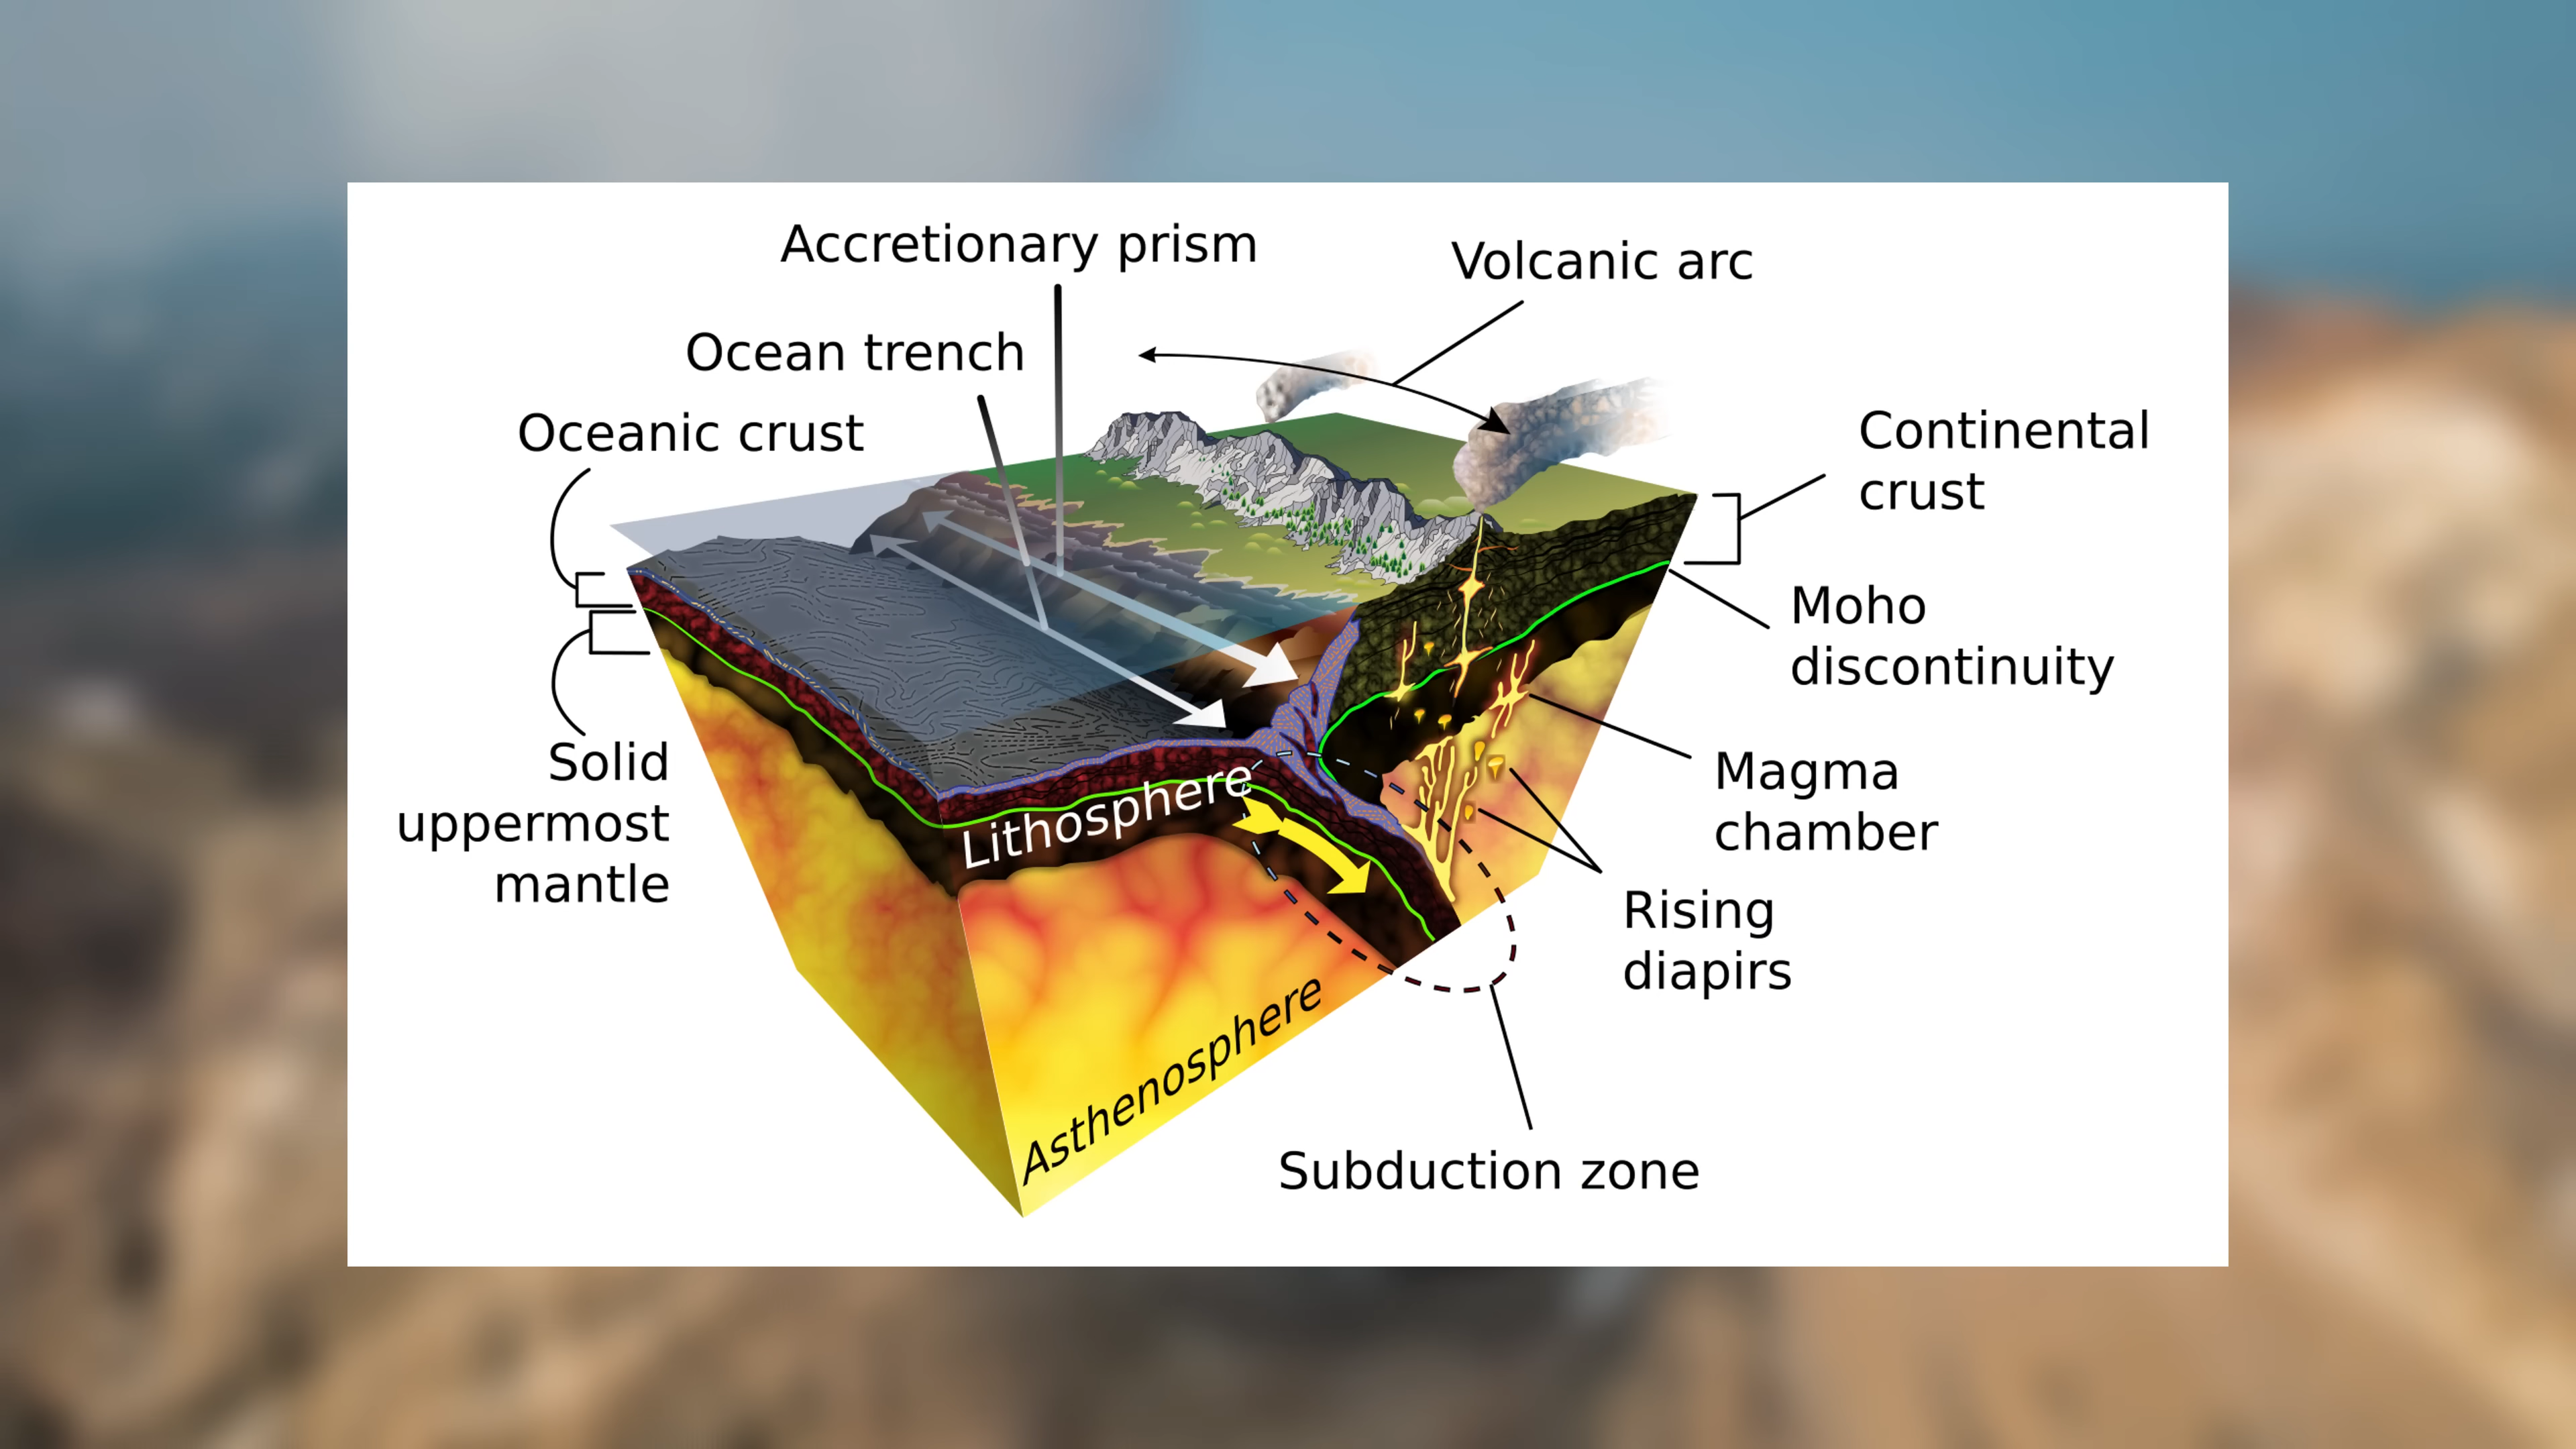 Accretionary prism
Volcanic arc
Ocean trench
Oceanic crust
Continental
crust
Moho
discontinuity
Solid
uppermost
mantle
Lithosphere
Magma
chamber
Rising
diapirs
Asthenosphere
Subduction zone